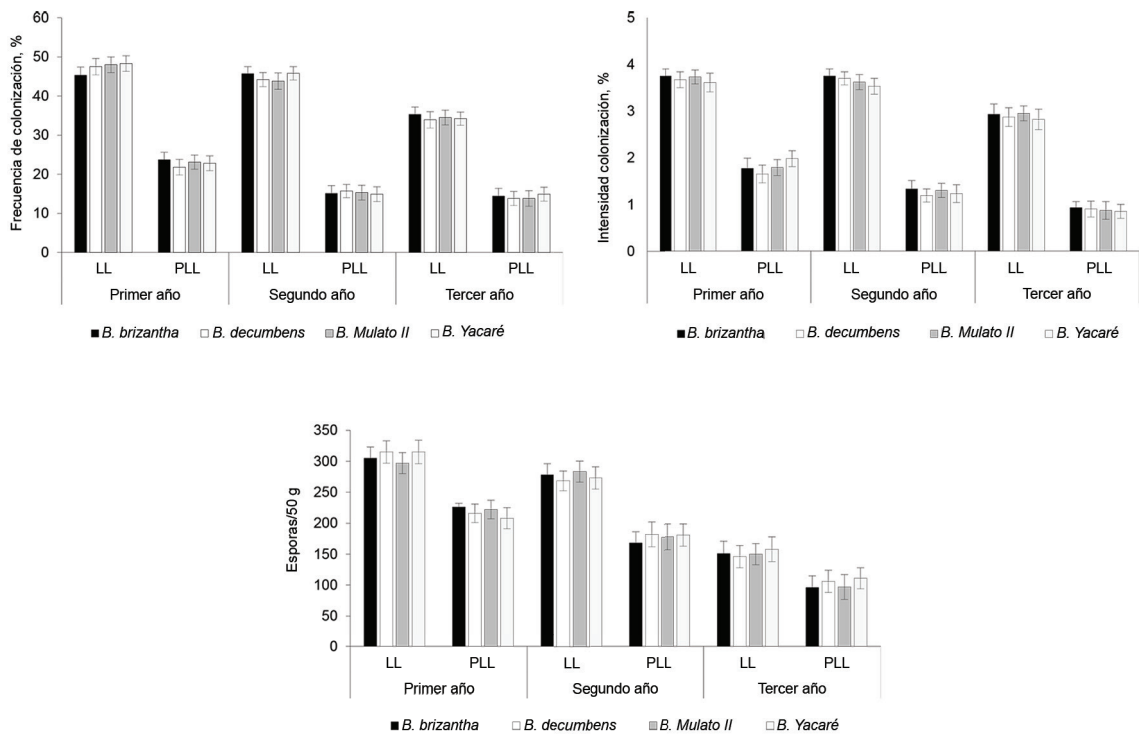 Frecuencia de colonización, %
60
50
40
30
20
10
0
LL PLL LL PLL LL PLL
Primer año Segundo año Tercer año
B. brizantha B. decumbens B. Mulato II B. Yacaré
Intensidad colonización, %
5
4
3
2
1
0
LL PLL LL PLL LL PLL
Primer año Segundo año Tercer año
B. brizantha B. decumbens B. Mulato II B. Yacaré
Esporas/50 g
350
300
250
200
150
100
50
0
LL PLL LL PLL LL PLL
Primer año Segundo año Tercer año
B. brizantha B. decumbens B. Mulato II B. Yacaré